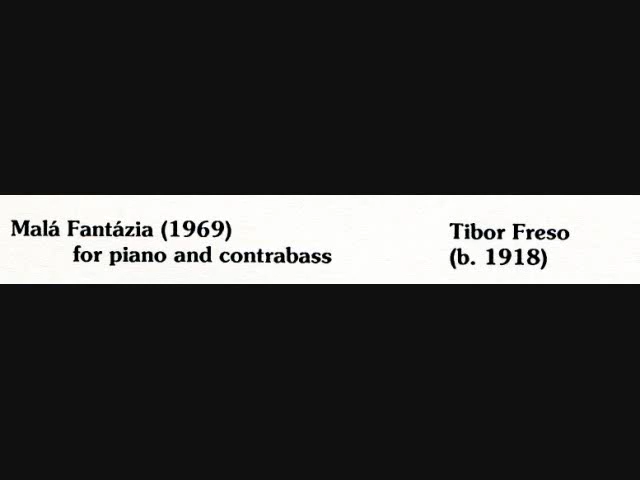 Malá Fantázia (1969)
for piano and contrabass
Tibor Freso
(b. 1918)